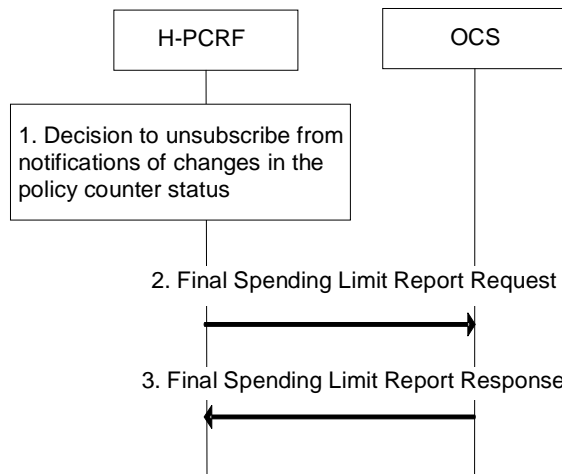 H-PCRF
OCS
1. Decision to unsubscribe from
notifications of changes in the
policy counter status
2. Final Spending Limit Report Request
3. Final Spending Limit Report Response